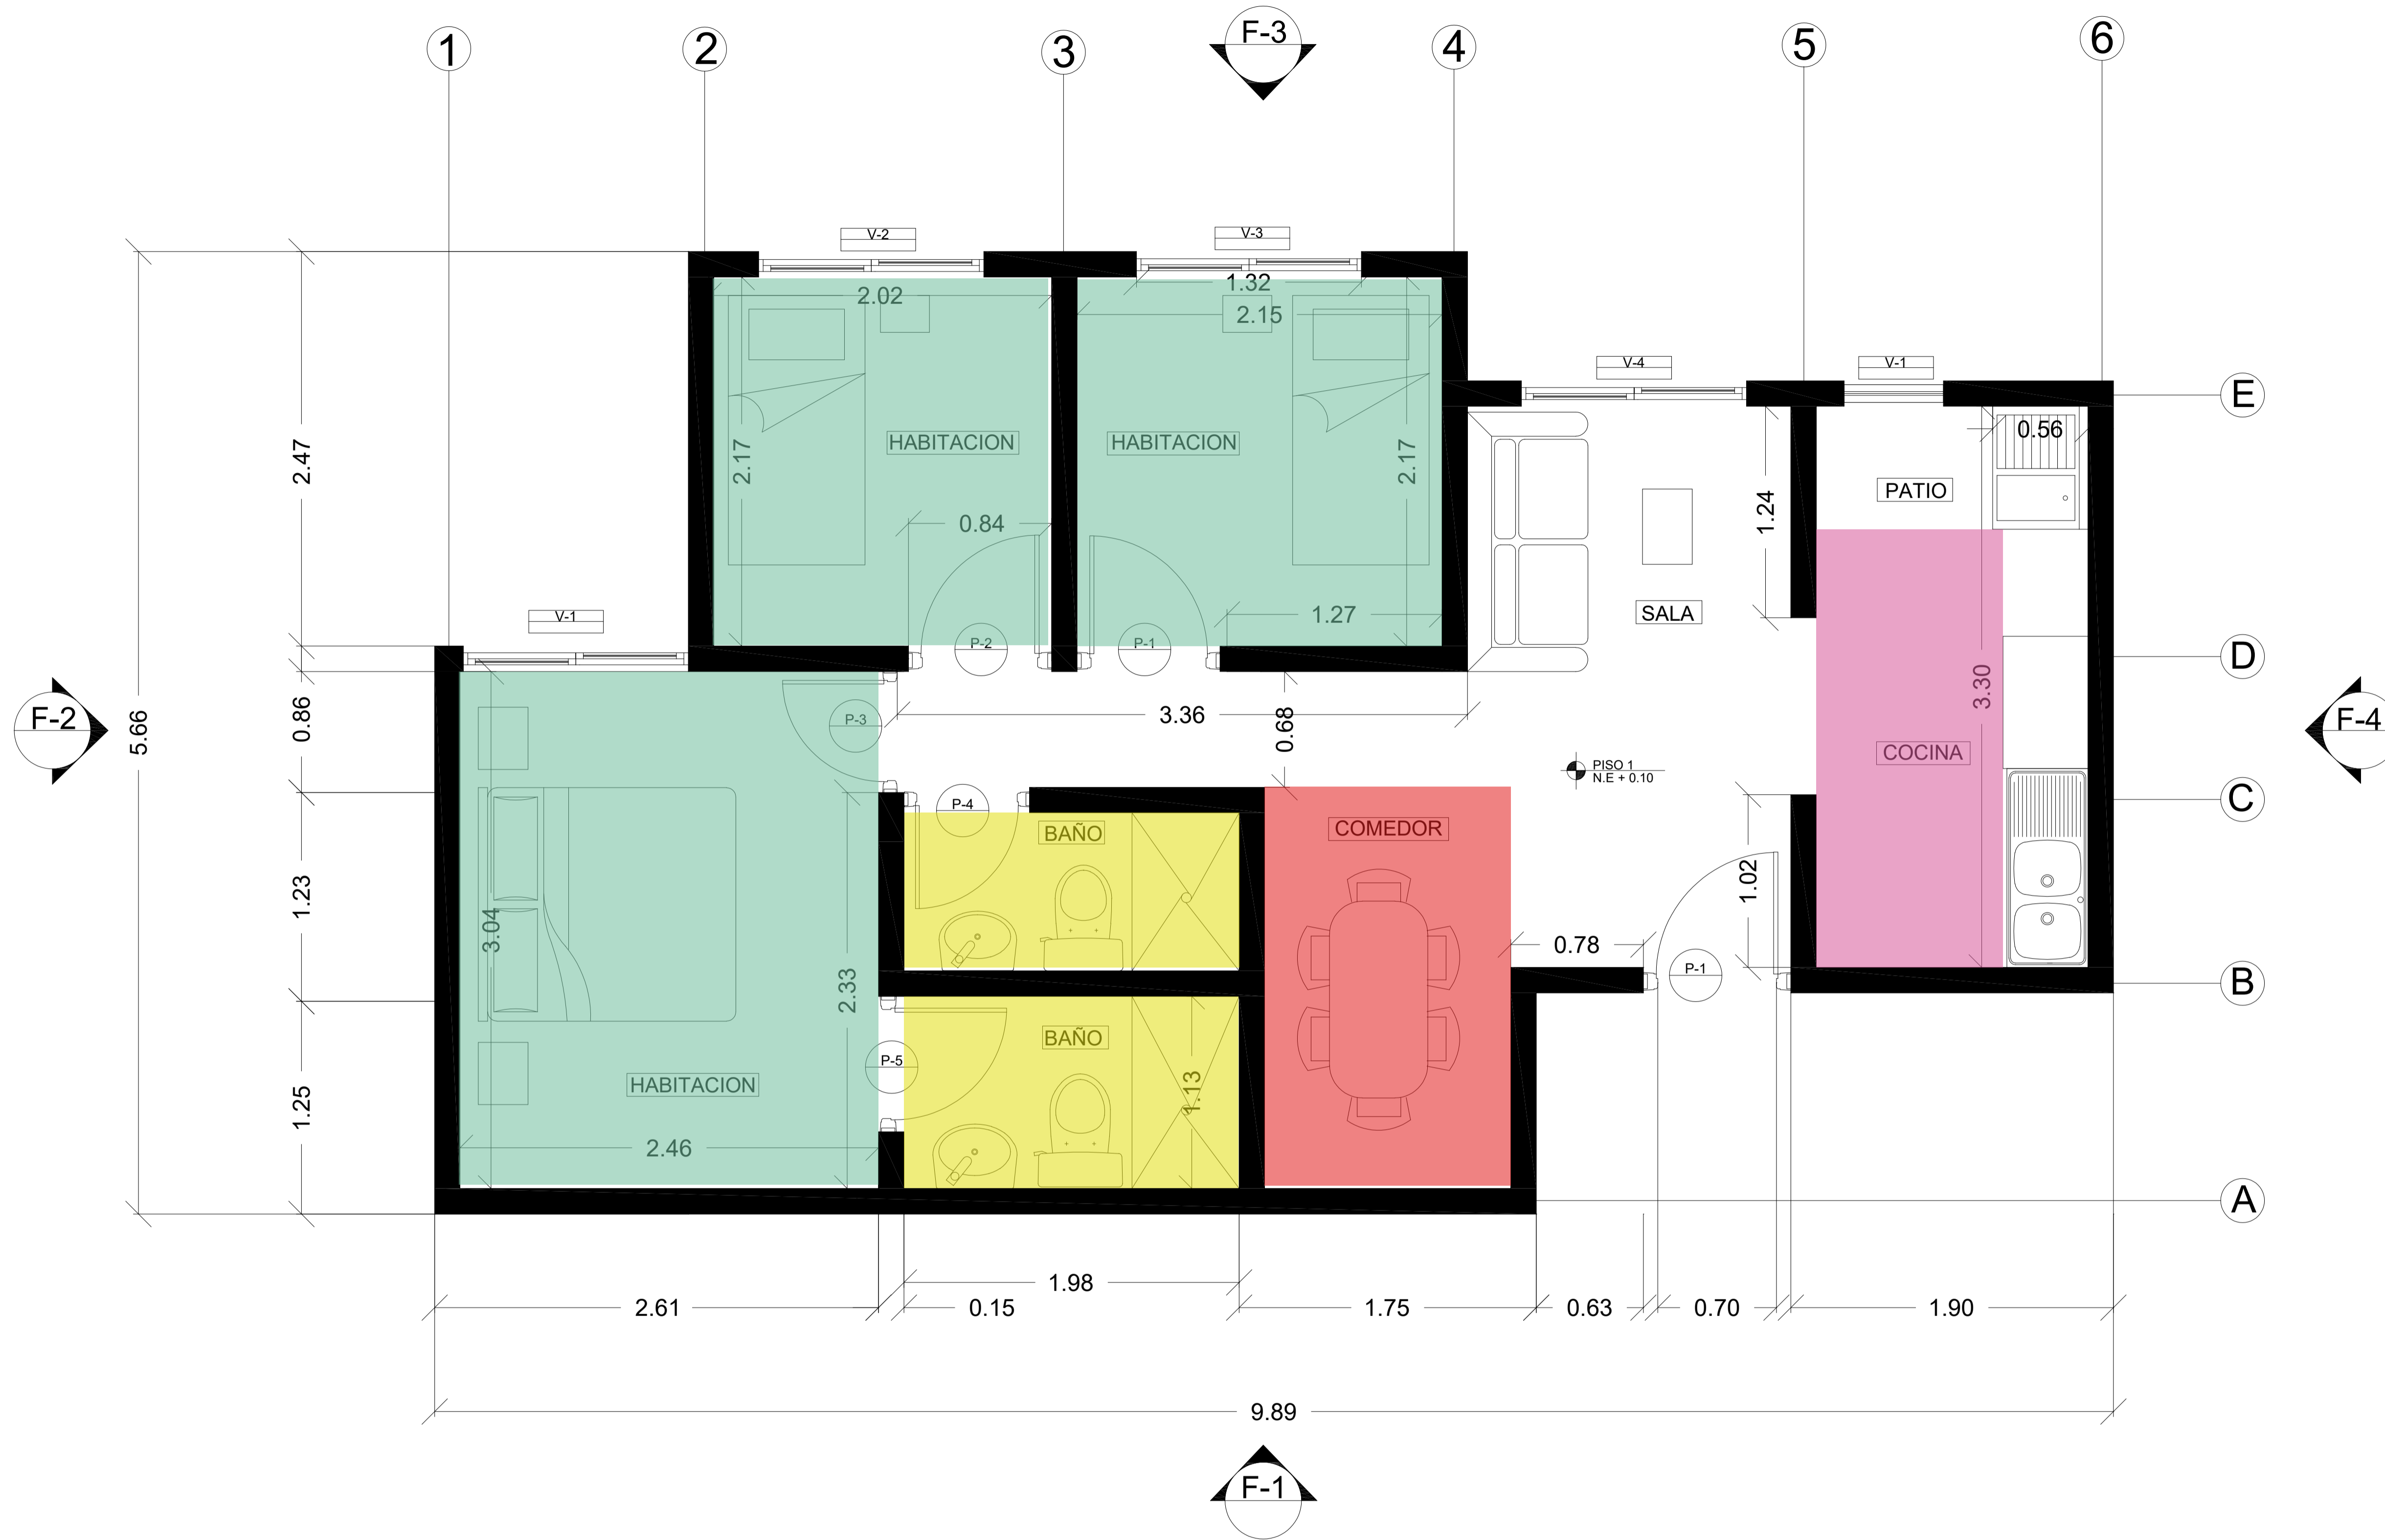 F-3
1
2
3
4
5
6
V-2
V-3
1.32
2.02
2.15
V-4
V-1
E
0.56
2.47
2.17
HABITACION
HABITACION
2.17
PATIO
1.24
0.84
V-1
1.27
SALA
P-2
P-1
D
F-2
5.66
0.86
P-3
3.36
0.68
3.30
F-4
COCINA
PISO 1
N.E + 0.10
P-4
BAÑO
COMEDOR
C
1.23
3.04
1.02
0.78
2.33
P-1
B
BAÑO
P-5
1.13
HABITACION
1.25
2.46
A
1.98
2.61
0.15
1.75
0.63
0.70
1.90
9.89
F-1